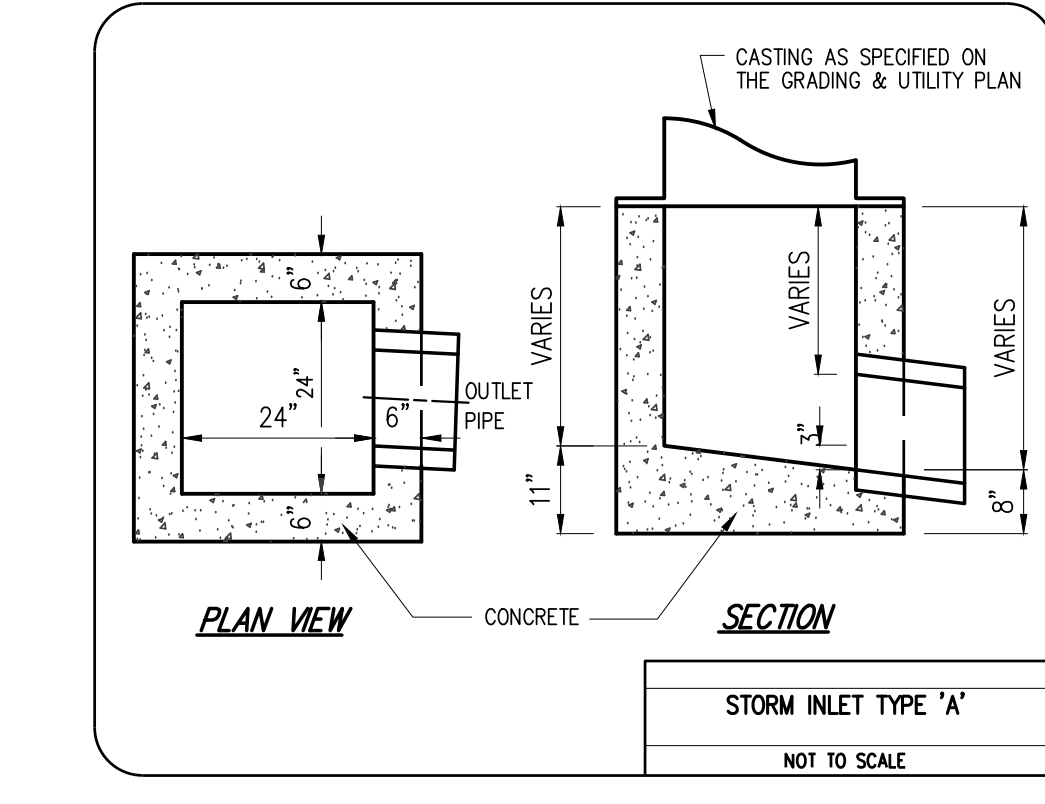 CASTING AS SPECIFIED ON
THE GRADING & UTILITY PLAN
6"
24"
24"
6"
6"
OUTLET
PIPE
VARIES
VARIES
VARIES
3"
11"
8"
PLAN VIEW
CONCRETE
SECTION
STORM INLET TYPE 'A'
NOT TO SCALE